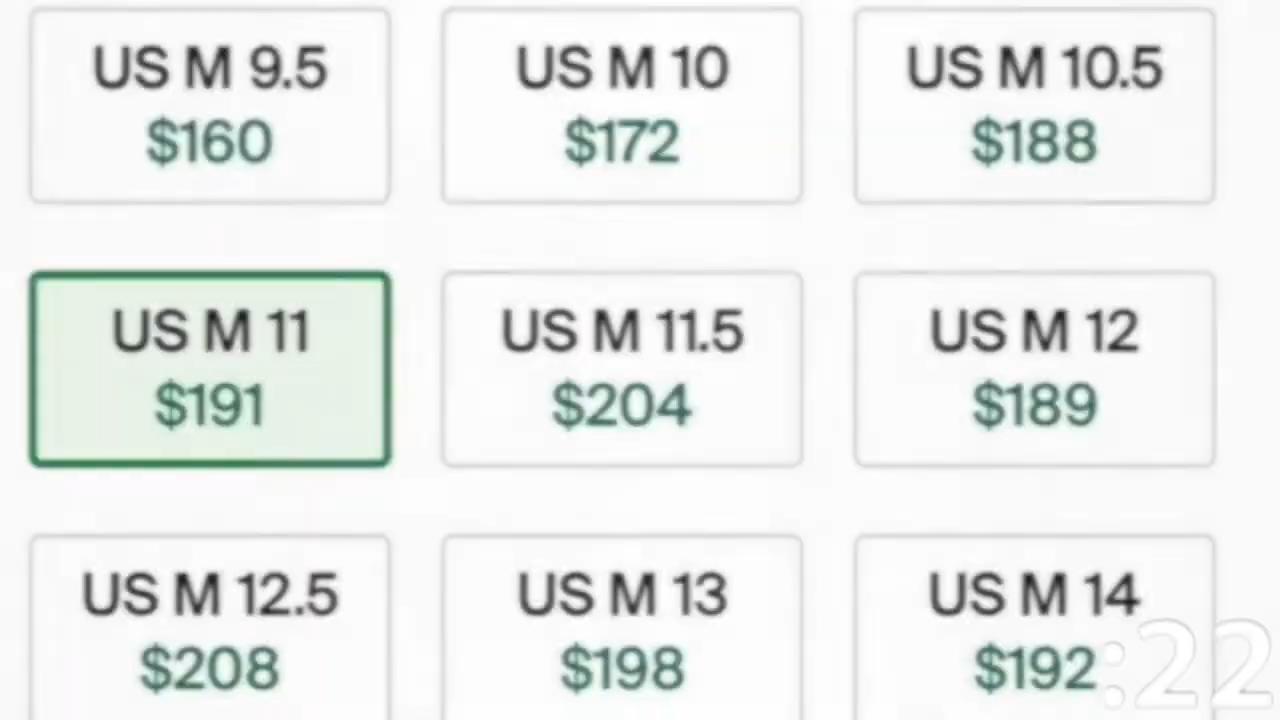 US M 9.5
$160
US M 10
$172
US M 10.5
$188
US M 11
$191
US M 11.5
$204
US M 12
$189
US M 12.5
$208
US M 13
$198
US M 14
$192
:22